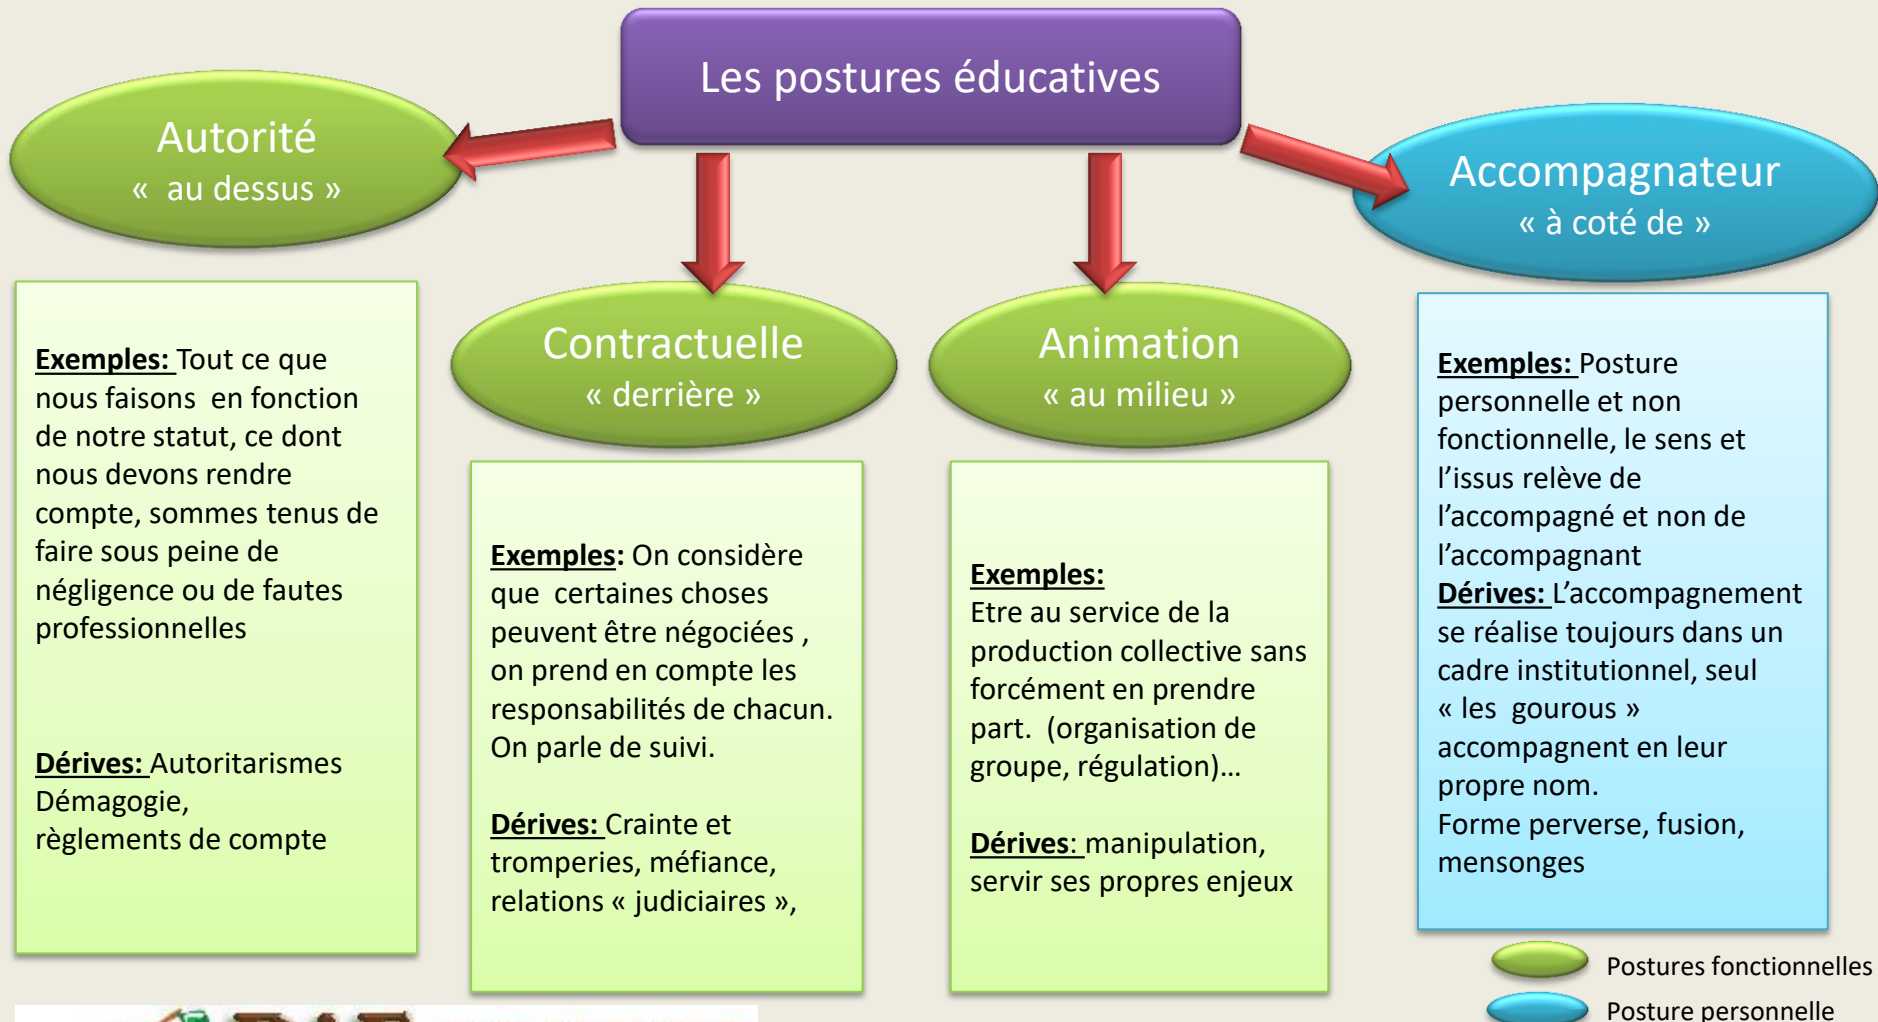 Les postures éducatives
Autorité
«  au dessus »
Exemples: Tout ce que
nous faisons  en fonction
de notre statut, ce dont
nous devons rendre
compte, sommes tenus de
faire sous peine de
négligence ou de fautes
professionnelles
Dérives: Autoritarismes
Démagogie,
règlements de compte
Contractuelle
« derrière »
Exemples: On considère
que  certaines choses
peuvent être négociées ,
on prend en compte les
responsabilités de chacun.
On parle de suivi.
Dérives: Crainte et
tromperies, méfiance,
relations « judiciaires »,
Animation
« au milieu »
Exemples:
Etre au service de la
production collective sans
forcément en prendre
part.  (organisation de
groupe, régulation)…
Dérives: manipulation,
servir ses propres enjeux
Accompagnateur
« à coté de »
Exemples: Posture
personnelle et non
fonctionnelle, le sens et
l’issus relève de
l’accompagné et non de
l’accompagnant
Dérives: L’accompagnement
se réalise toujours dans un
cadre institutionnel, seul
« les  gourous »
accompagnent en leur
propre nom.
Forme perverse, fusion,
mensonges
Postures fonctionnelles
Posture personnelle